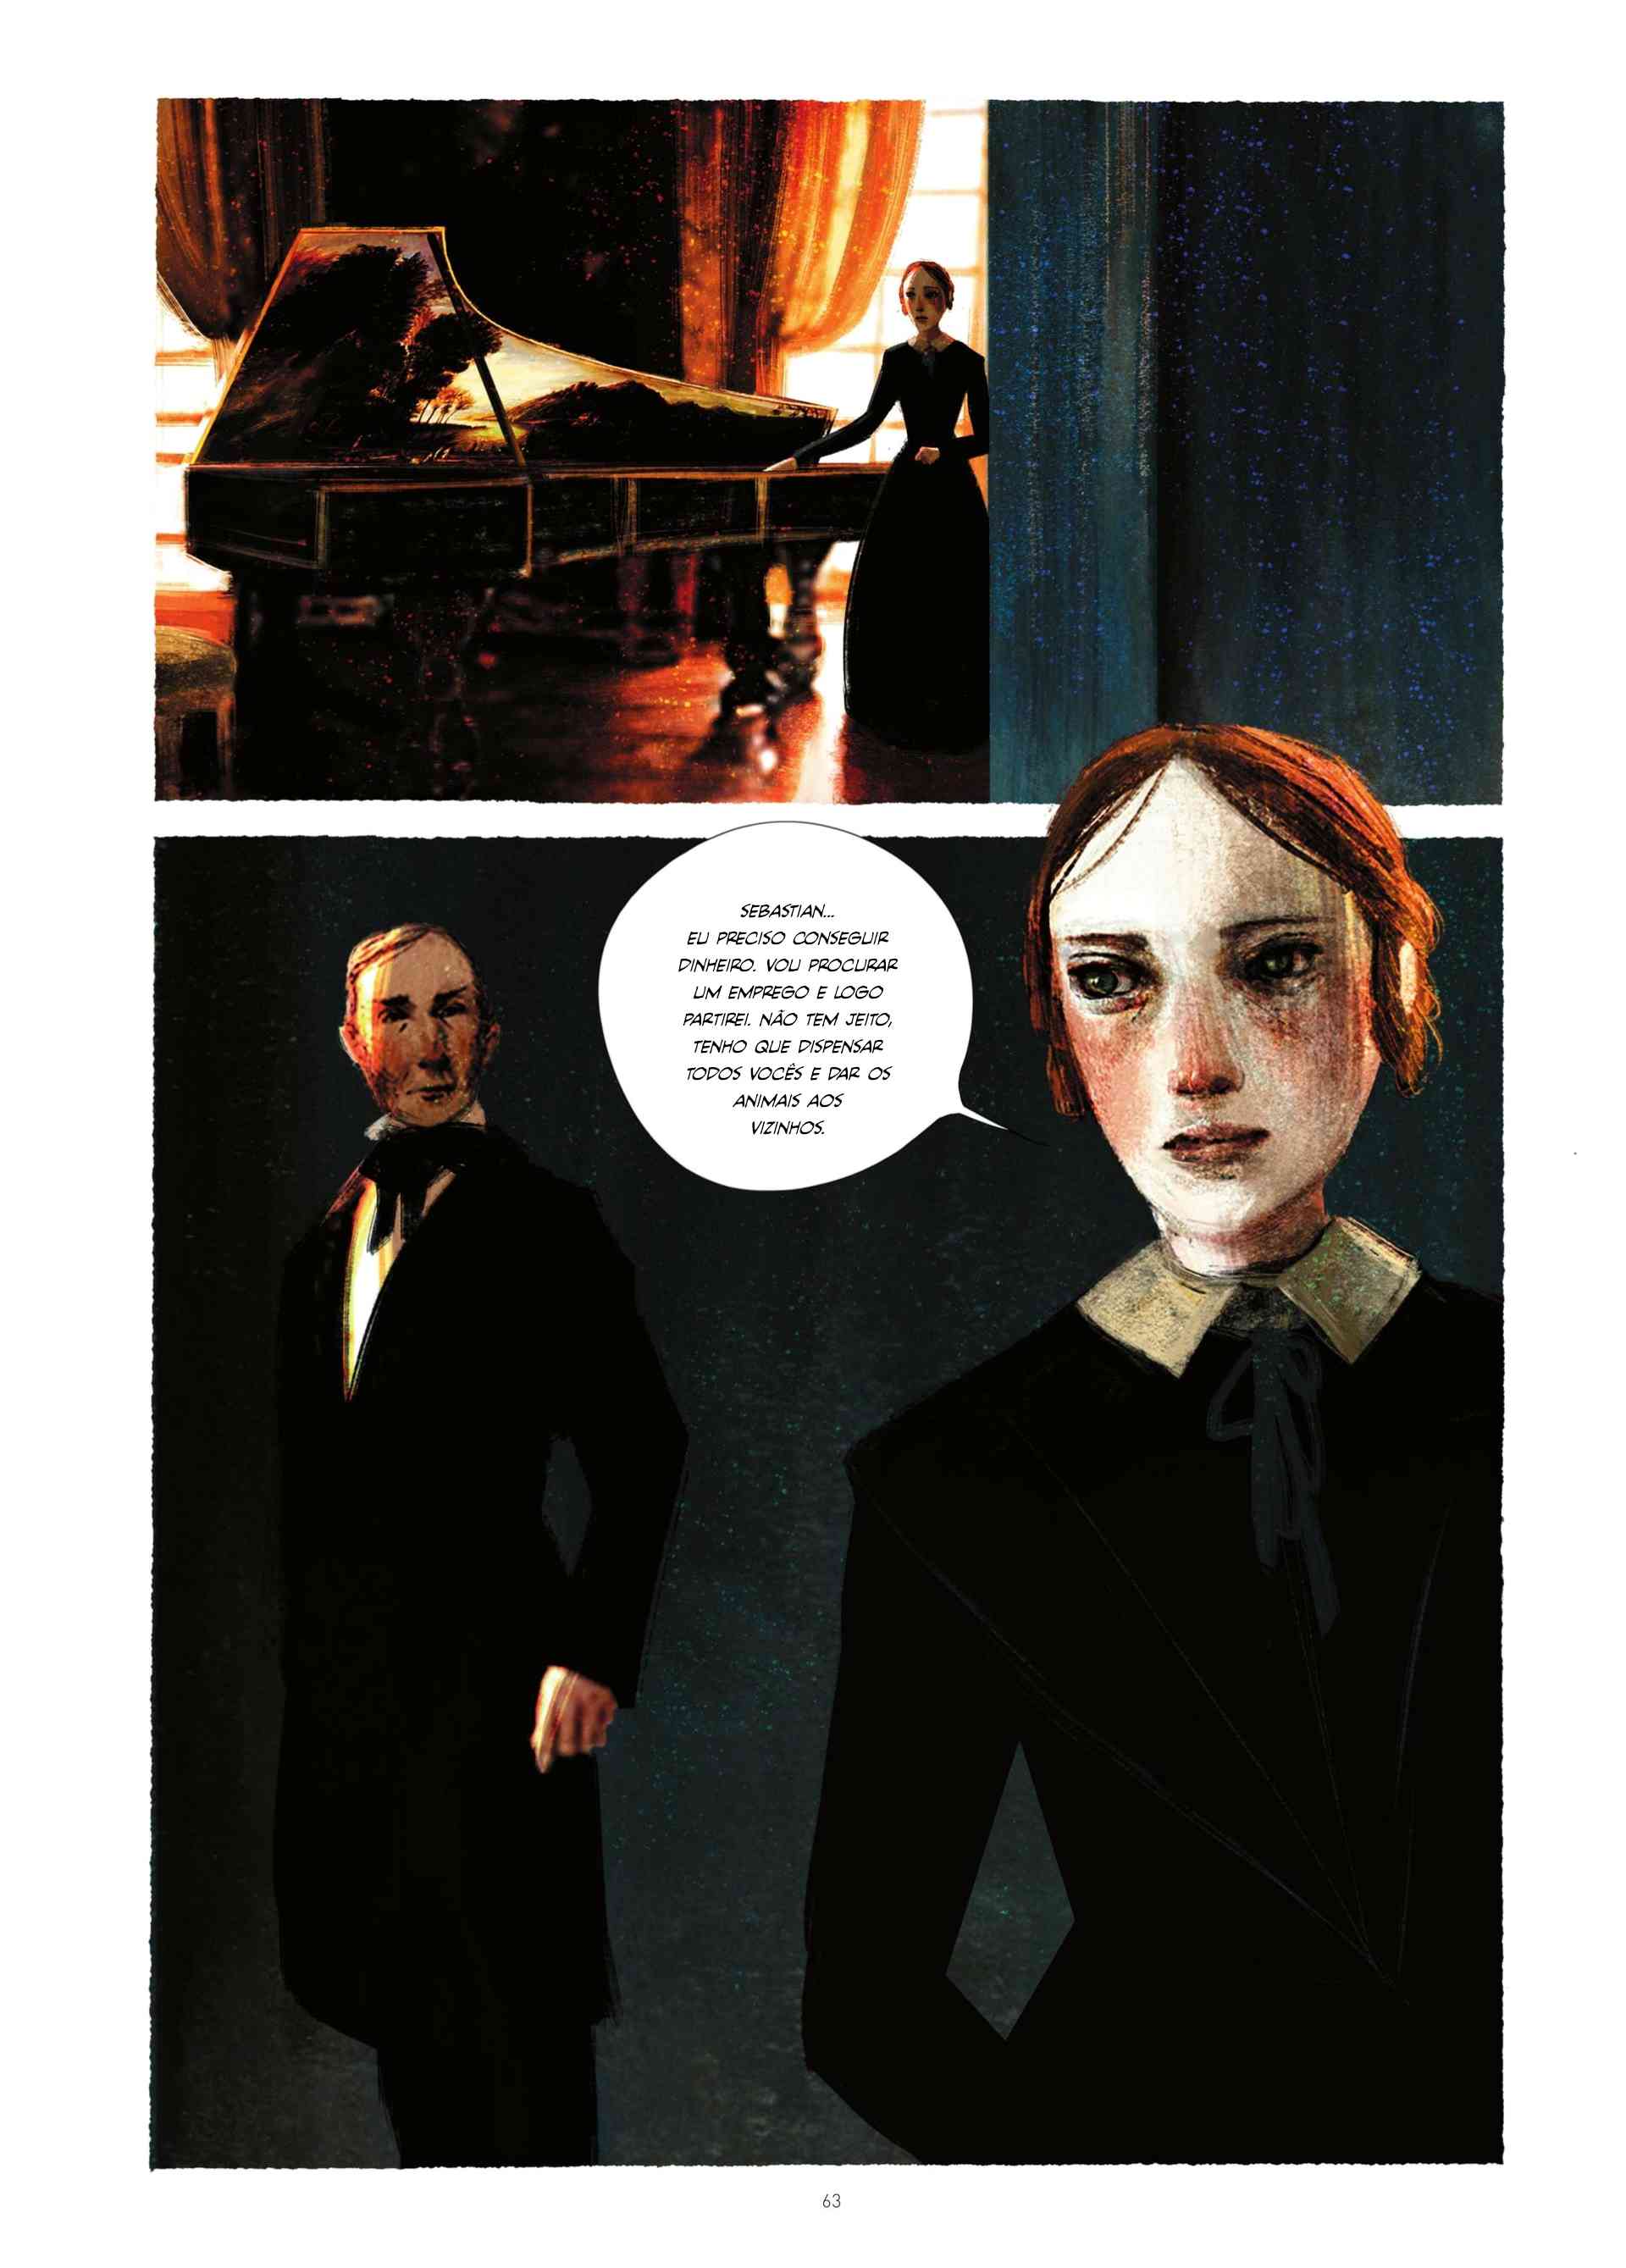 SEBASTIAN...
EU PRECISO CONSEGUIR
DINHEIRO. VOU PROCURAR
UM EMPREGO E LOGO
PARTIREI. NÃO TEM JEITO,
TENHO QUE DISPENSAR
TODOS VOCÊS E DAR OS
ANIMAIS AOS
VIZINHOS.
63